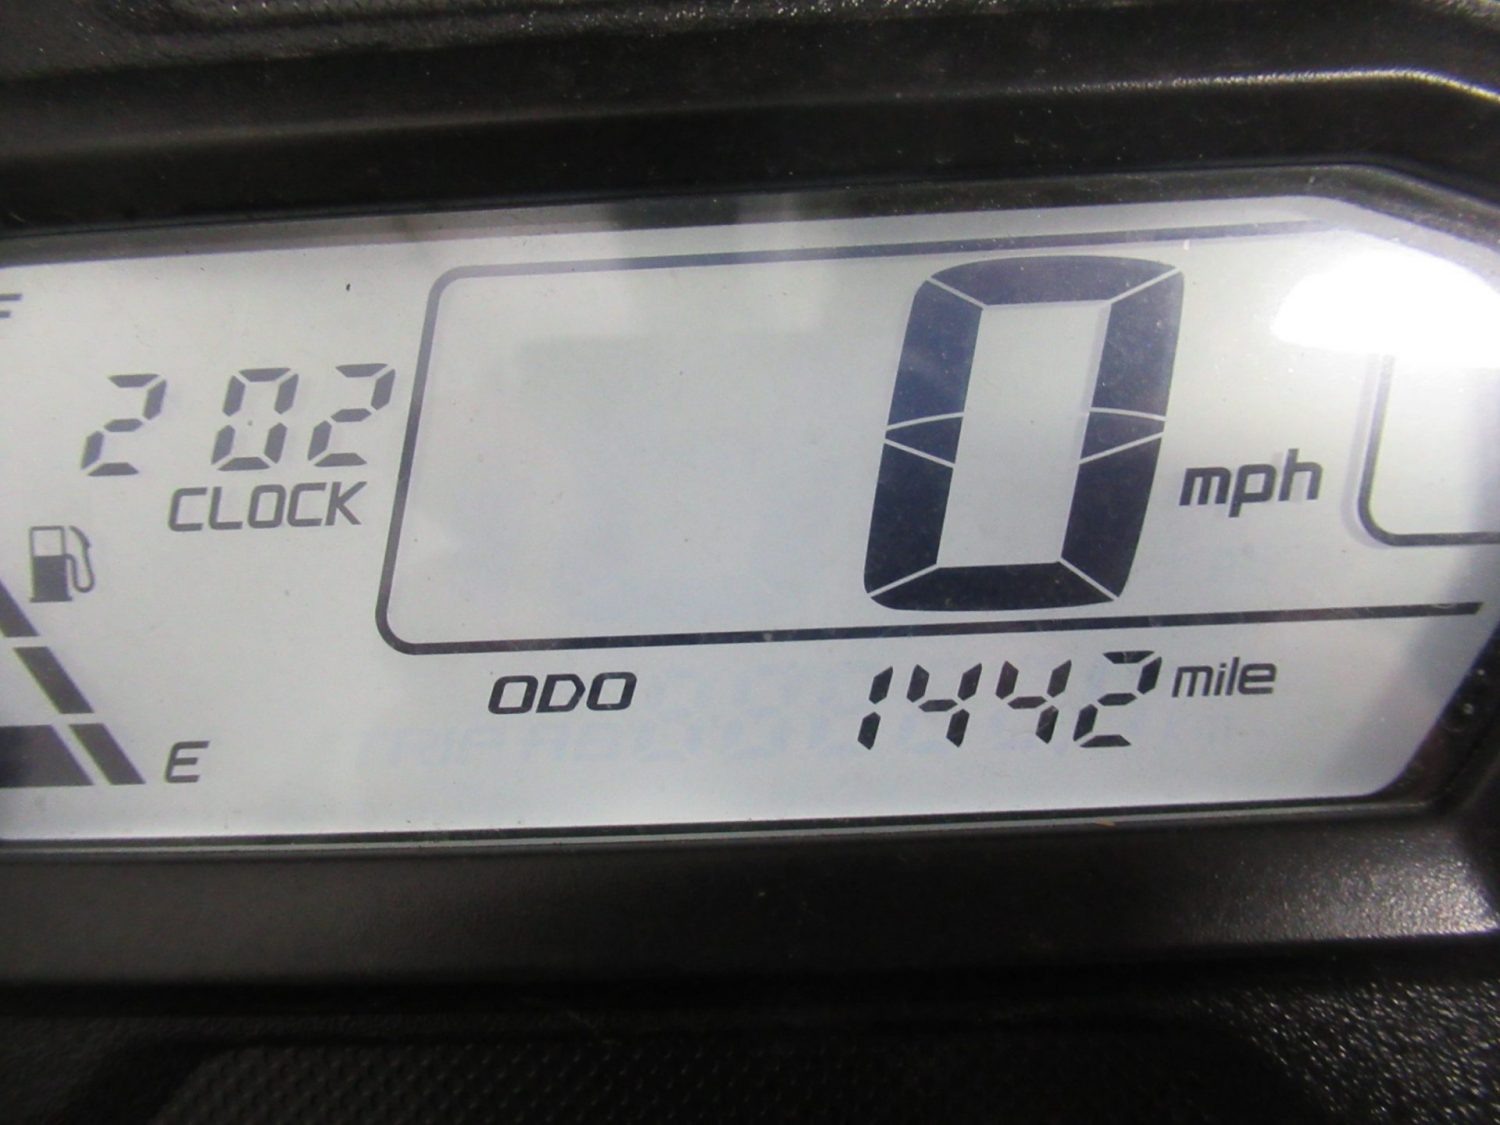 F
2 02
CLOCK
0 mph
ODO 1442 mile
E